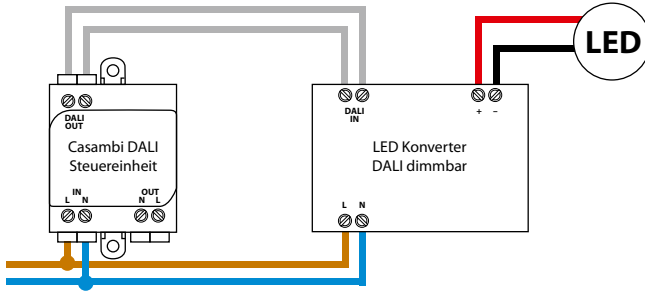 LED
DALI
OUT
Casambi DALI
Steuereinheit
IN
L N
OUT
N L
DALI
IN
+ −
LED Konverter
DALI dimmbar
L N